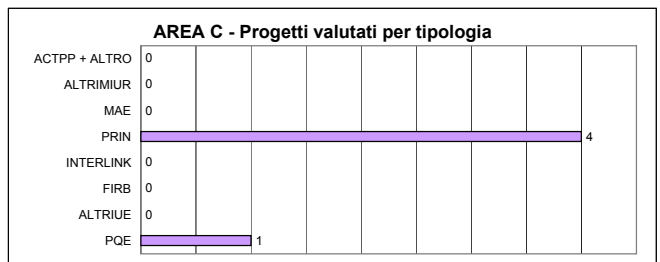 AREA C - Progetti valutati per tipologia
ACTPP + ALTRO 0
ALTRIMIUR 0
MAE 0
PRIN 4
INTERLINK 0
FIRB 0
ALTRIUE 0
PQE 1